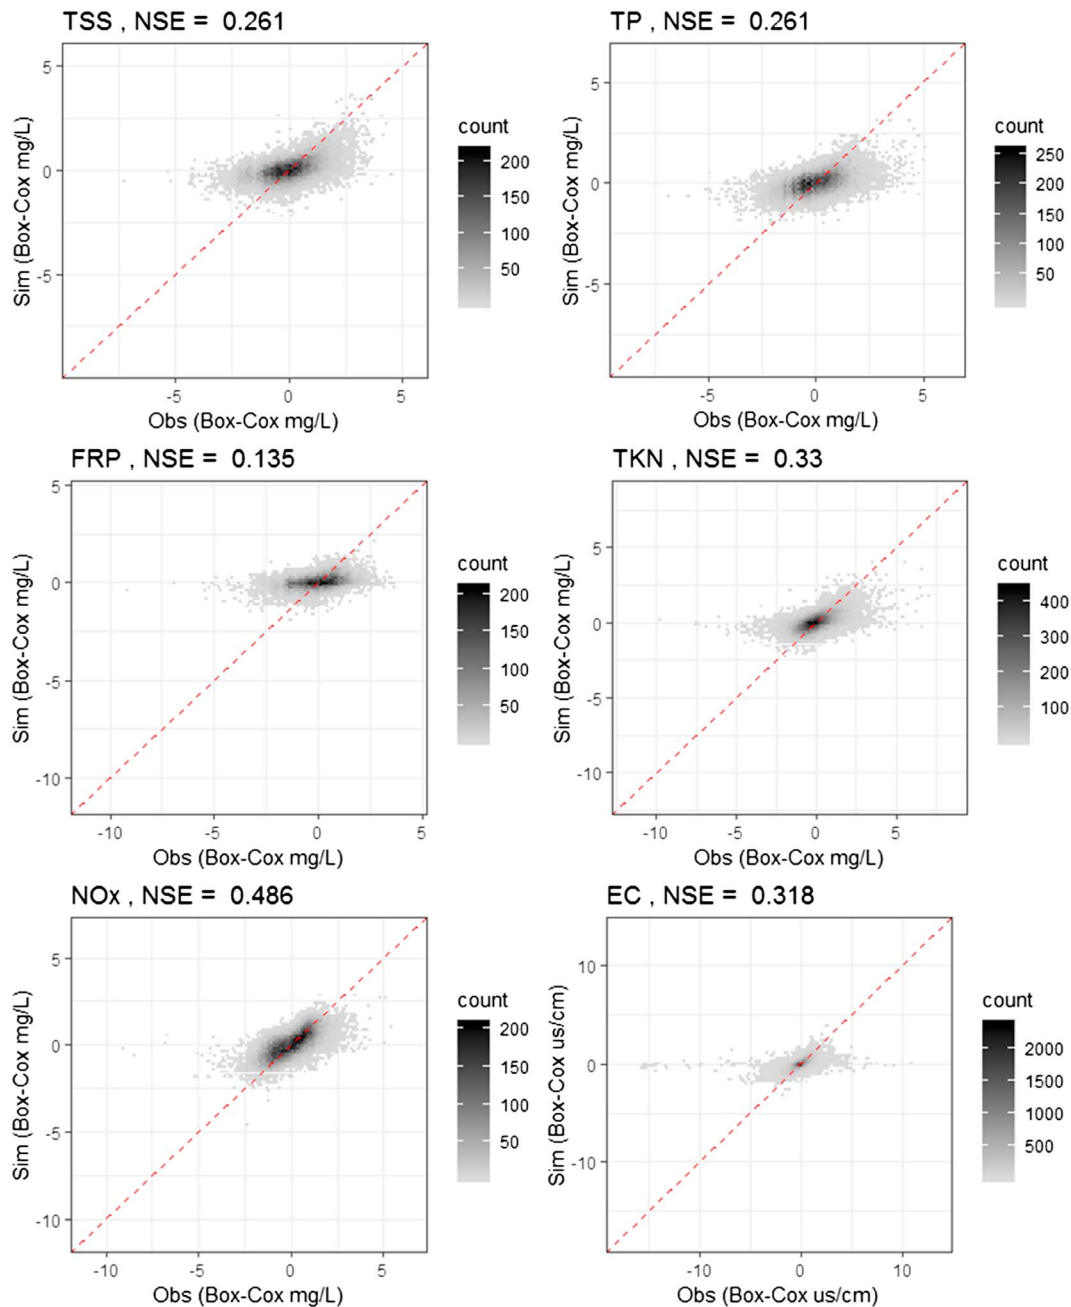 TSS , NSE = 0.261
5
0
-5
Sim (Box-Cox mg/L)
-5
0
5
Obs (Box-Cox mg/L)
count
200
150
100
50
TP , NSE = 0.261
5
0
-5
Sim (Box-Cox mg/L)
-5
0
5
Obs (Box-Cox mg/L)
count
250
200
150
100
50
FRP , NSE = 0.135
5
0
-5
-10
Sim (Box-Cox mg/L)
-10
-5
0
5
Obs (Box-Cox mg/L)
count
200
150
100
50
TKN , NSE = 0.33
5
0
-5
-10
Sim (Box-Cox mg/L)
-10
-5
0
5
Obs (Box-Cox mg/L)
count
400
300
200
100
NOx , NSE = 0.486
5
0
-5
-10
Sim (Box-Cox mg/L)
-10
-5
0
5
Obs (Box-Cox mg/L)
count
200
150
100
50
EC , NSE = 0.318
10
0
-10
Sim (Box-Cox us/cm)
-10
0
10
Obs (Box-Cox us/cm)
count
2000
1500
1000
500